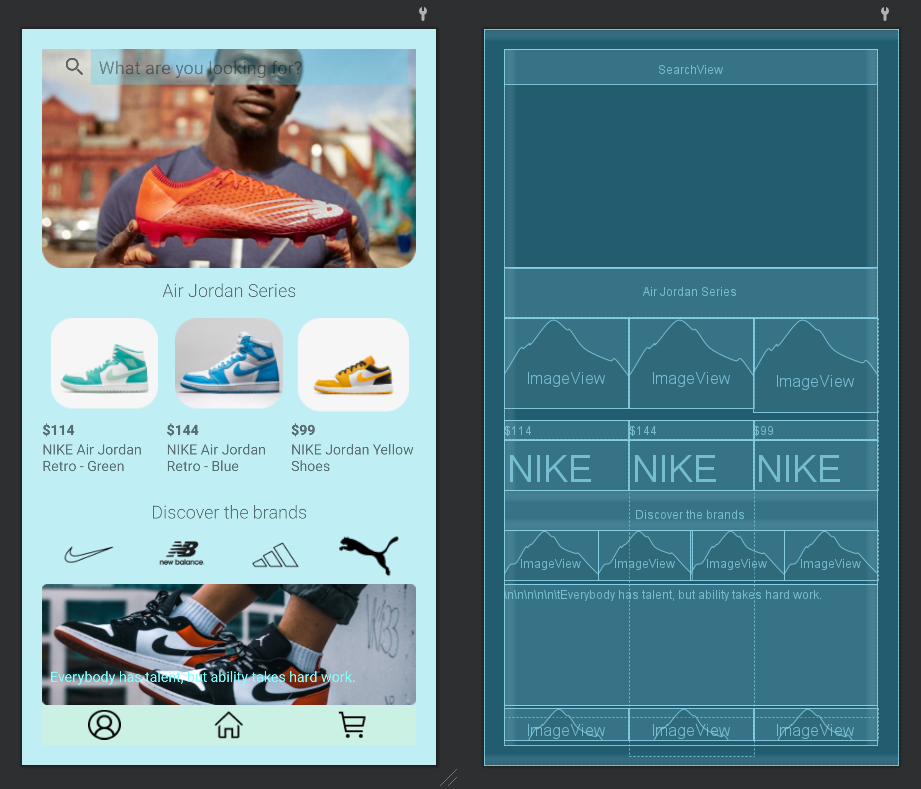 What are you looking for?
Air Jordan Series
$114
$144
$99
NIKE Air Jordan
Retro - Green
NIKE Air Jordan
Retro - Blue
NIKE Jordan Yellow
Shoes
Discover the brands
NB
new balance.
Everybody has talent, but ability takes hard work.
SearchView
Air Jordan Series
ImageView
ImageView
ImageView
$114
$144
$99
NIKE
NIKE
NIKE
Discover the brands
ImageView
ImageView
ImageView
ImageView
\n\n\n\n\n\tEverybody has talent, but ability takes hard work.
ImageView
ImageView
ImageView